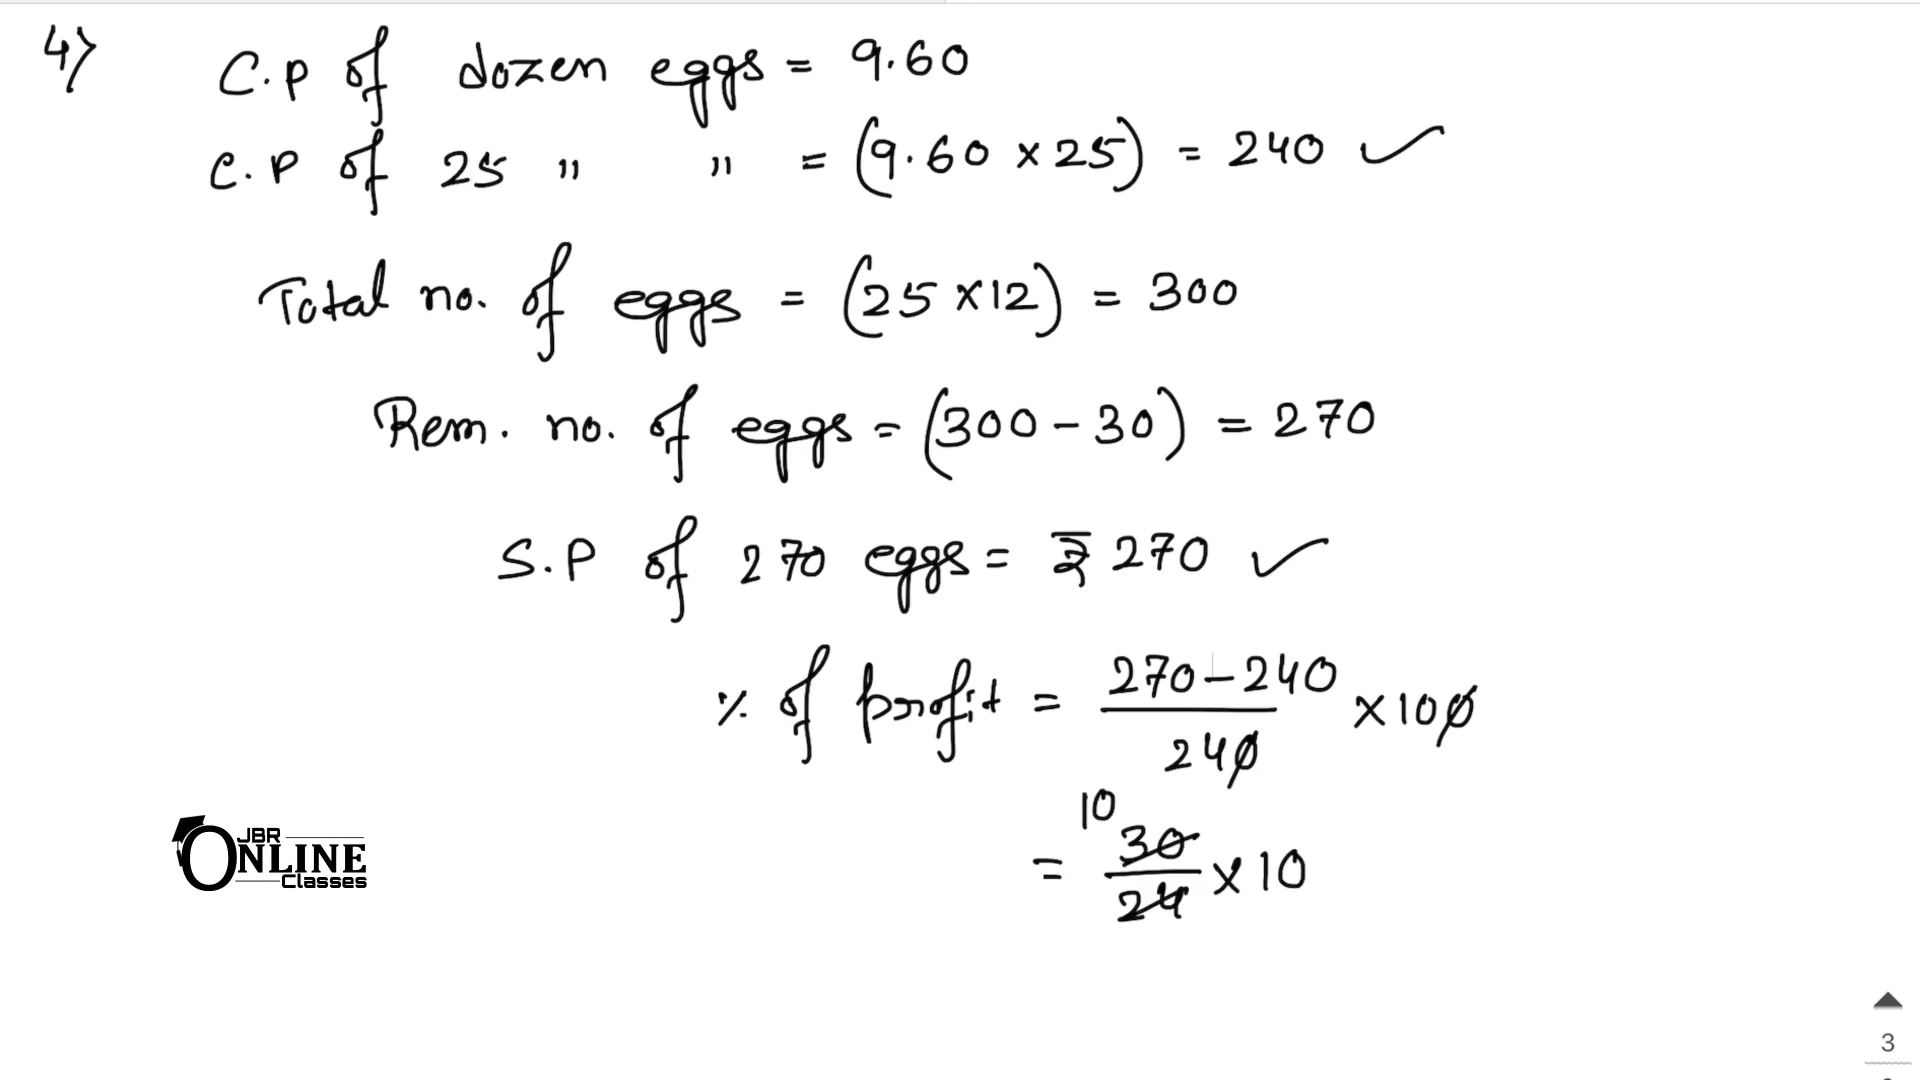 4) C.P of dozen eggs = 9.60
C.P of 25 " " = (9.60 × 25) = 240 ✓
Total no. of eggs = (25 × 12) = 300
Rem. no. of eggs = (300 - 30) = 270
S.P of 270 eggs = ₹ 270 ✓
% of profit = 270 - 240 / 240 × 100
10
= 30 / 24 × 10
JBR
ONLINE
Classes
3